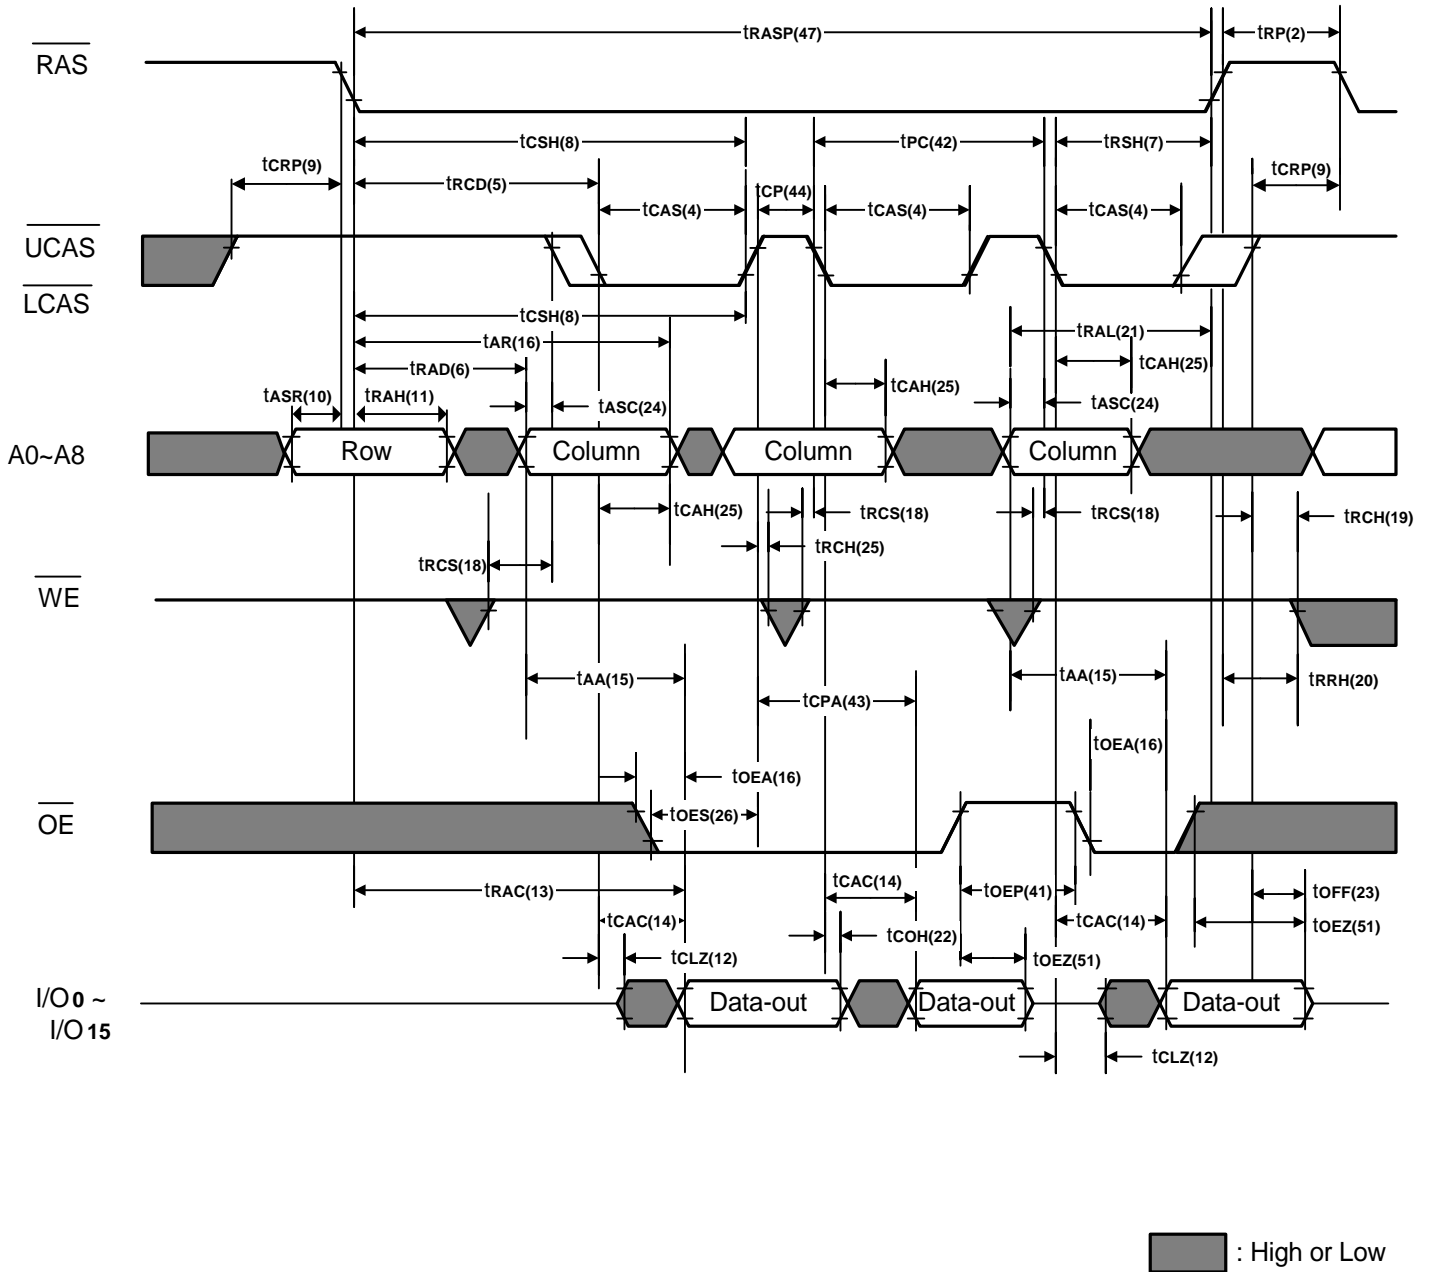 tRASP(47)
tRP(2)
RAS
tCSH(8)
tPC(42)
tRSH(7)
tCRP(9)
tRCD(5)
tCP(44)
tCRP(9)
tCAS(4)
tCAS(4)
tCAS(4)
UCAS
LCAS
tCSH(8)
tRAL(21)
tAR(16)
tRAD(6)
tCAH(25)
tCAH(25)
tASR(10)
tRAH(11)
tASC(24)
tASC(24)
A0~A8
Row
Column
Column
Column
tCAH(25)
tRCS(18)
tRCS(18)
tRCH(19)
tRCH(25)
tRCS(18)
WE
tAA(15)
tAA(15)
tRRH(20)
tCPA(43)
tOEA(16)
tOEA(16)
tOES(26)
OE
tRAC(13)
tCAC(14)
tOEP(41)
tOFF(23)
tCAC(14)
tCAC(14)
tOEZ(51)
tCOH(22)
tCLZ(12)
tOEZ(51)
I/O0 ~
I/O15
Data-out
Data-out
Data-out
tCLZ(12)
: High or Low